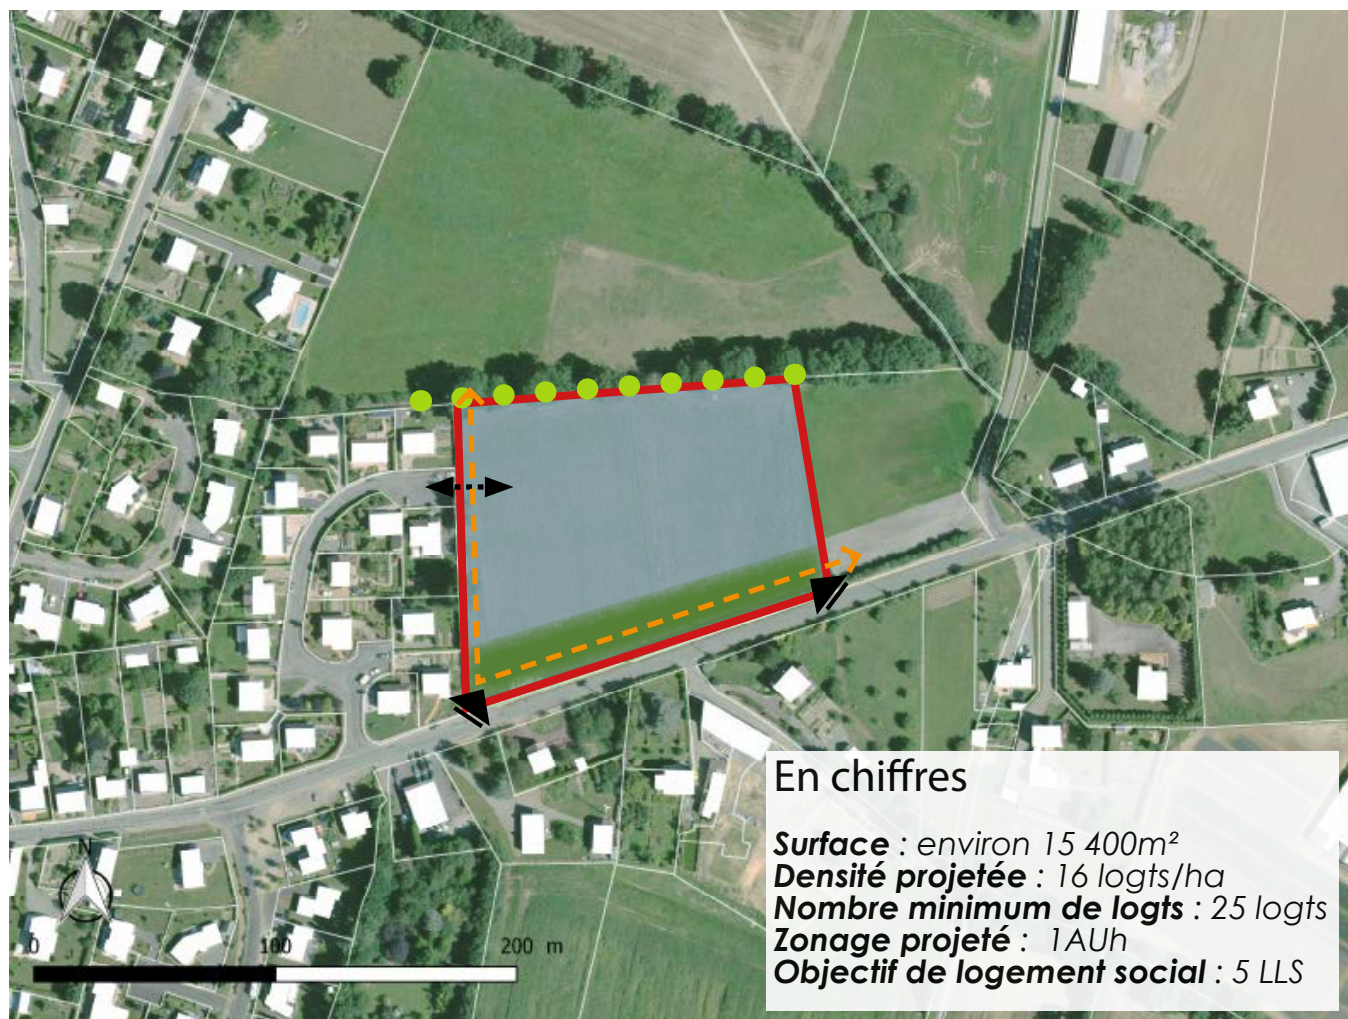 N
0 100 200 m
En chiffres
Surface : environ 15 400m²
Densité projetée : 16 logts/ha
Nombre minimum de logts : 25 logts
Zonage projeté : 1AUh
Objectif de logement social : 5 LLS